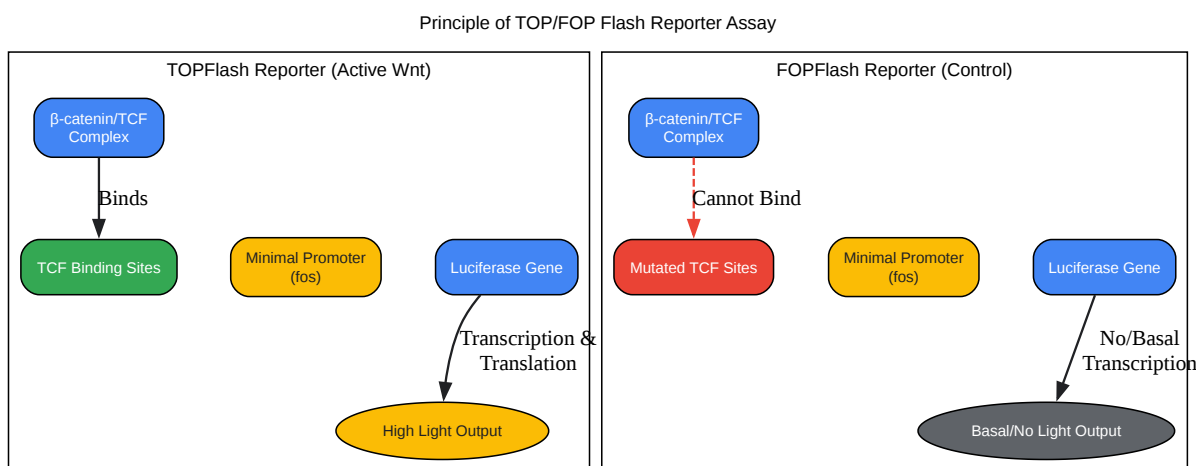 Principle of TOP/FOP Flash Reporter Assay
TOPFlash Reporter (Active Wnt)
β-catenin/TCF
Complex
Binds
TCF Binding Sites
Minimal Promoter
(fos)
Luciferase Gene
Transcription &
Translation
High Light Output
FOPFlash Reporter (Control)
β-catenin/TCF
Complex
Cannot Bind
Mutated TCF Sites
Minimal Promoter
(fos)
Luciferase Gene
No/Basal
Transcription
Basal/No Light Output